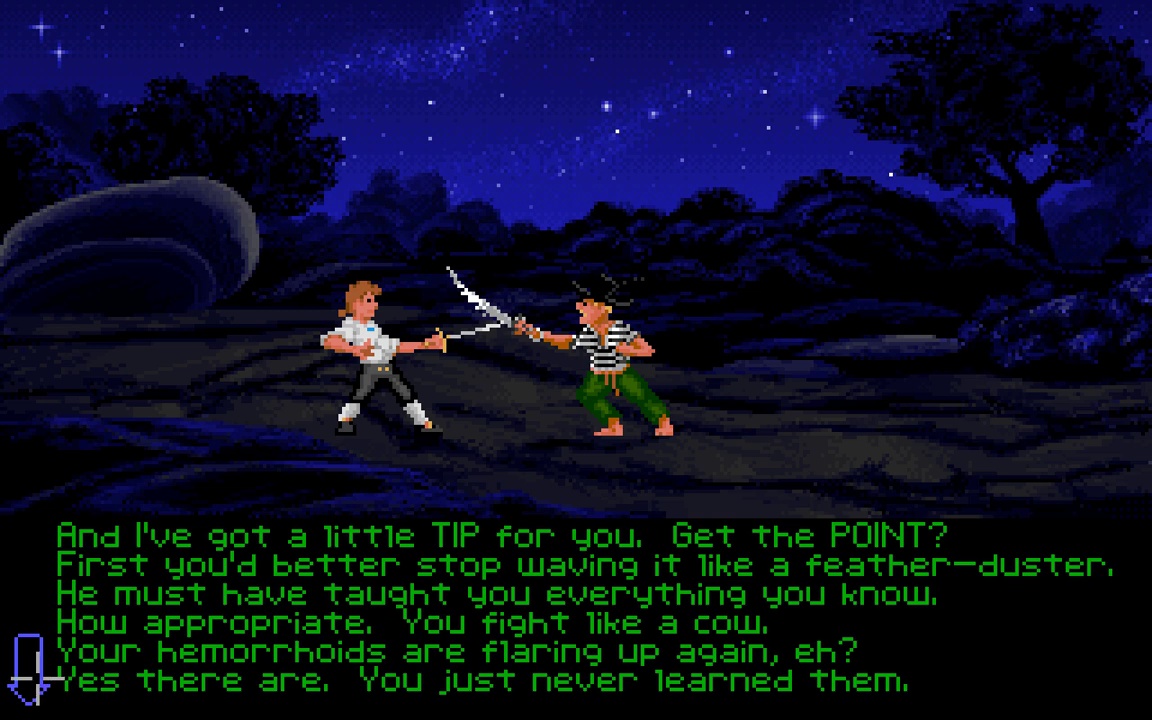 And I've got a little TIP for you. Get the POINT?
First you'd better stop waving it like a feather-duster.
He must have taught you everything you know.
How appropriate. You fight like a cow.
Your hemorrhoids are flaring up again, eh?
Yes there are. You just never learned them.